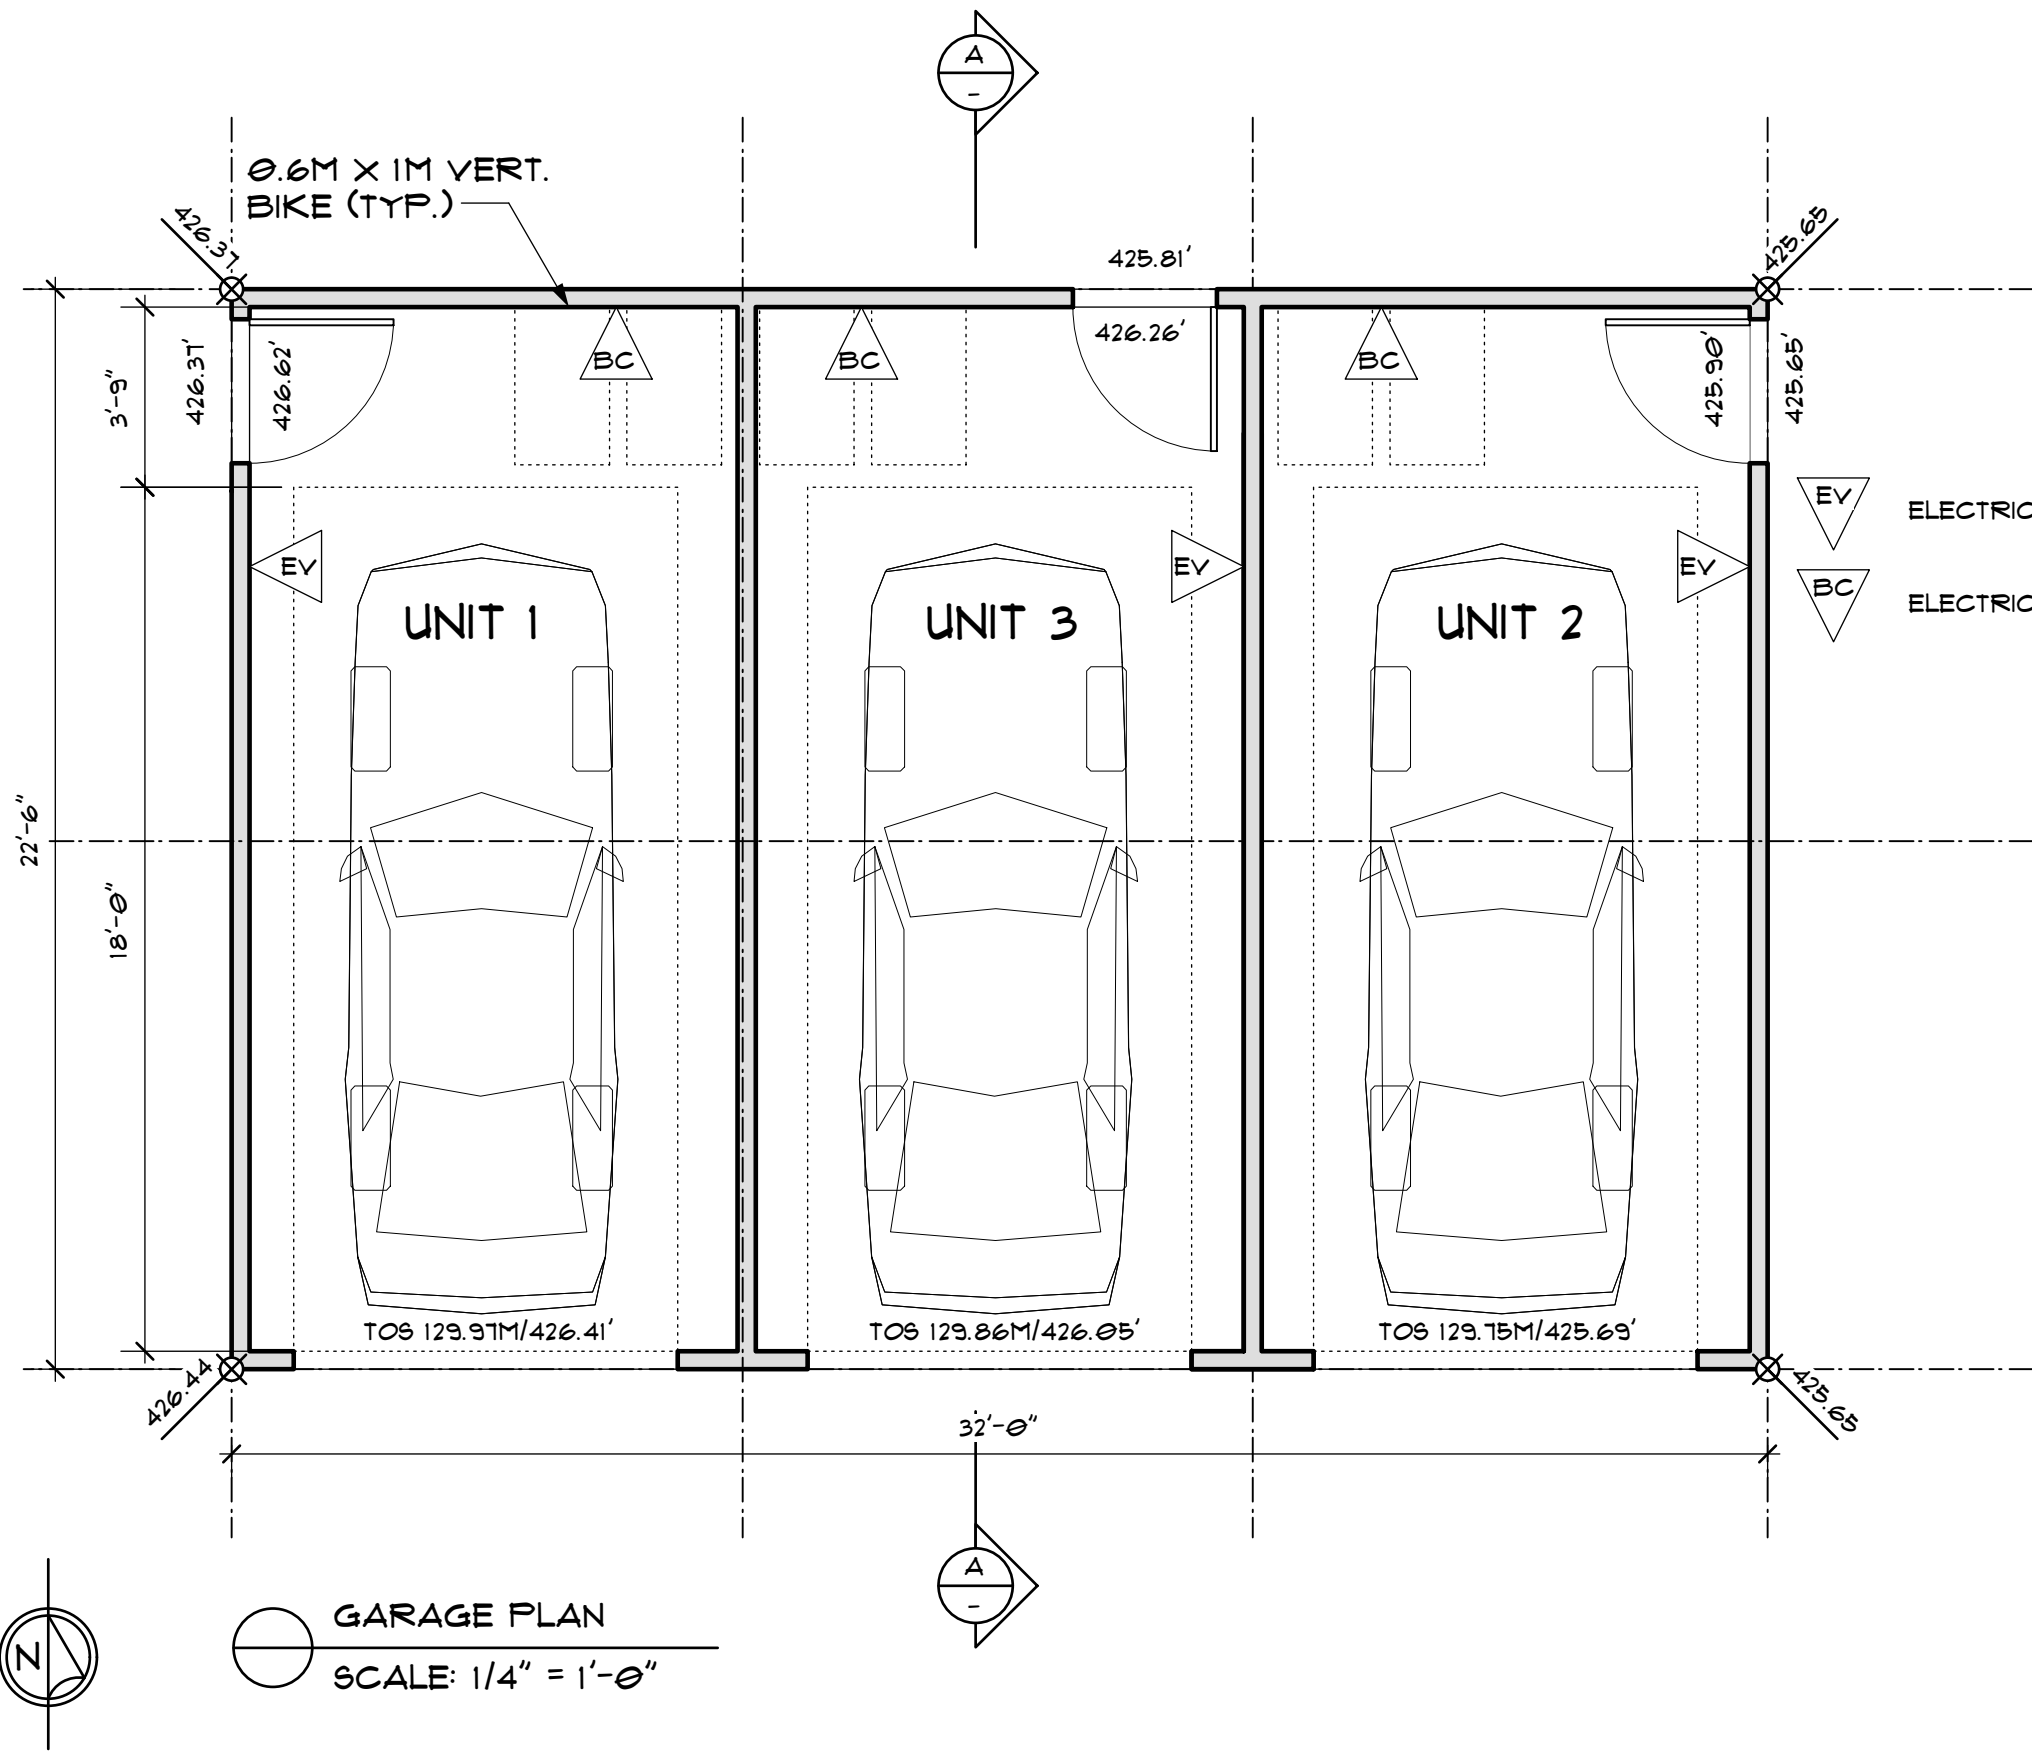 A
-
0.6M X 1M VERT.
BIKE (TYP.)
426.37
425.65
425.81'
426.26'
426.37'
426.62'
BC
BC
BC
425.90'
425.65'
3'-9"
EV
ELECTRIC
EV
EV
EV
BC
ELECTRIC
UNIT 1
UNIT 3
UNIT 2
22'-6"
18'-0"
TOS 129.97M/426.41'
TOS 129.86M/426.05'
TOS 129.75M/425.69'
426.44
425.65
32'-0"
A
-
N
GARAGE PLAN
SCALE: 1/4" = 1'-0"